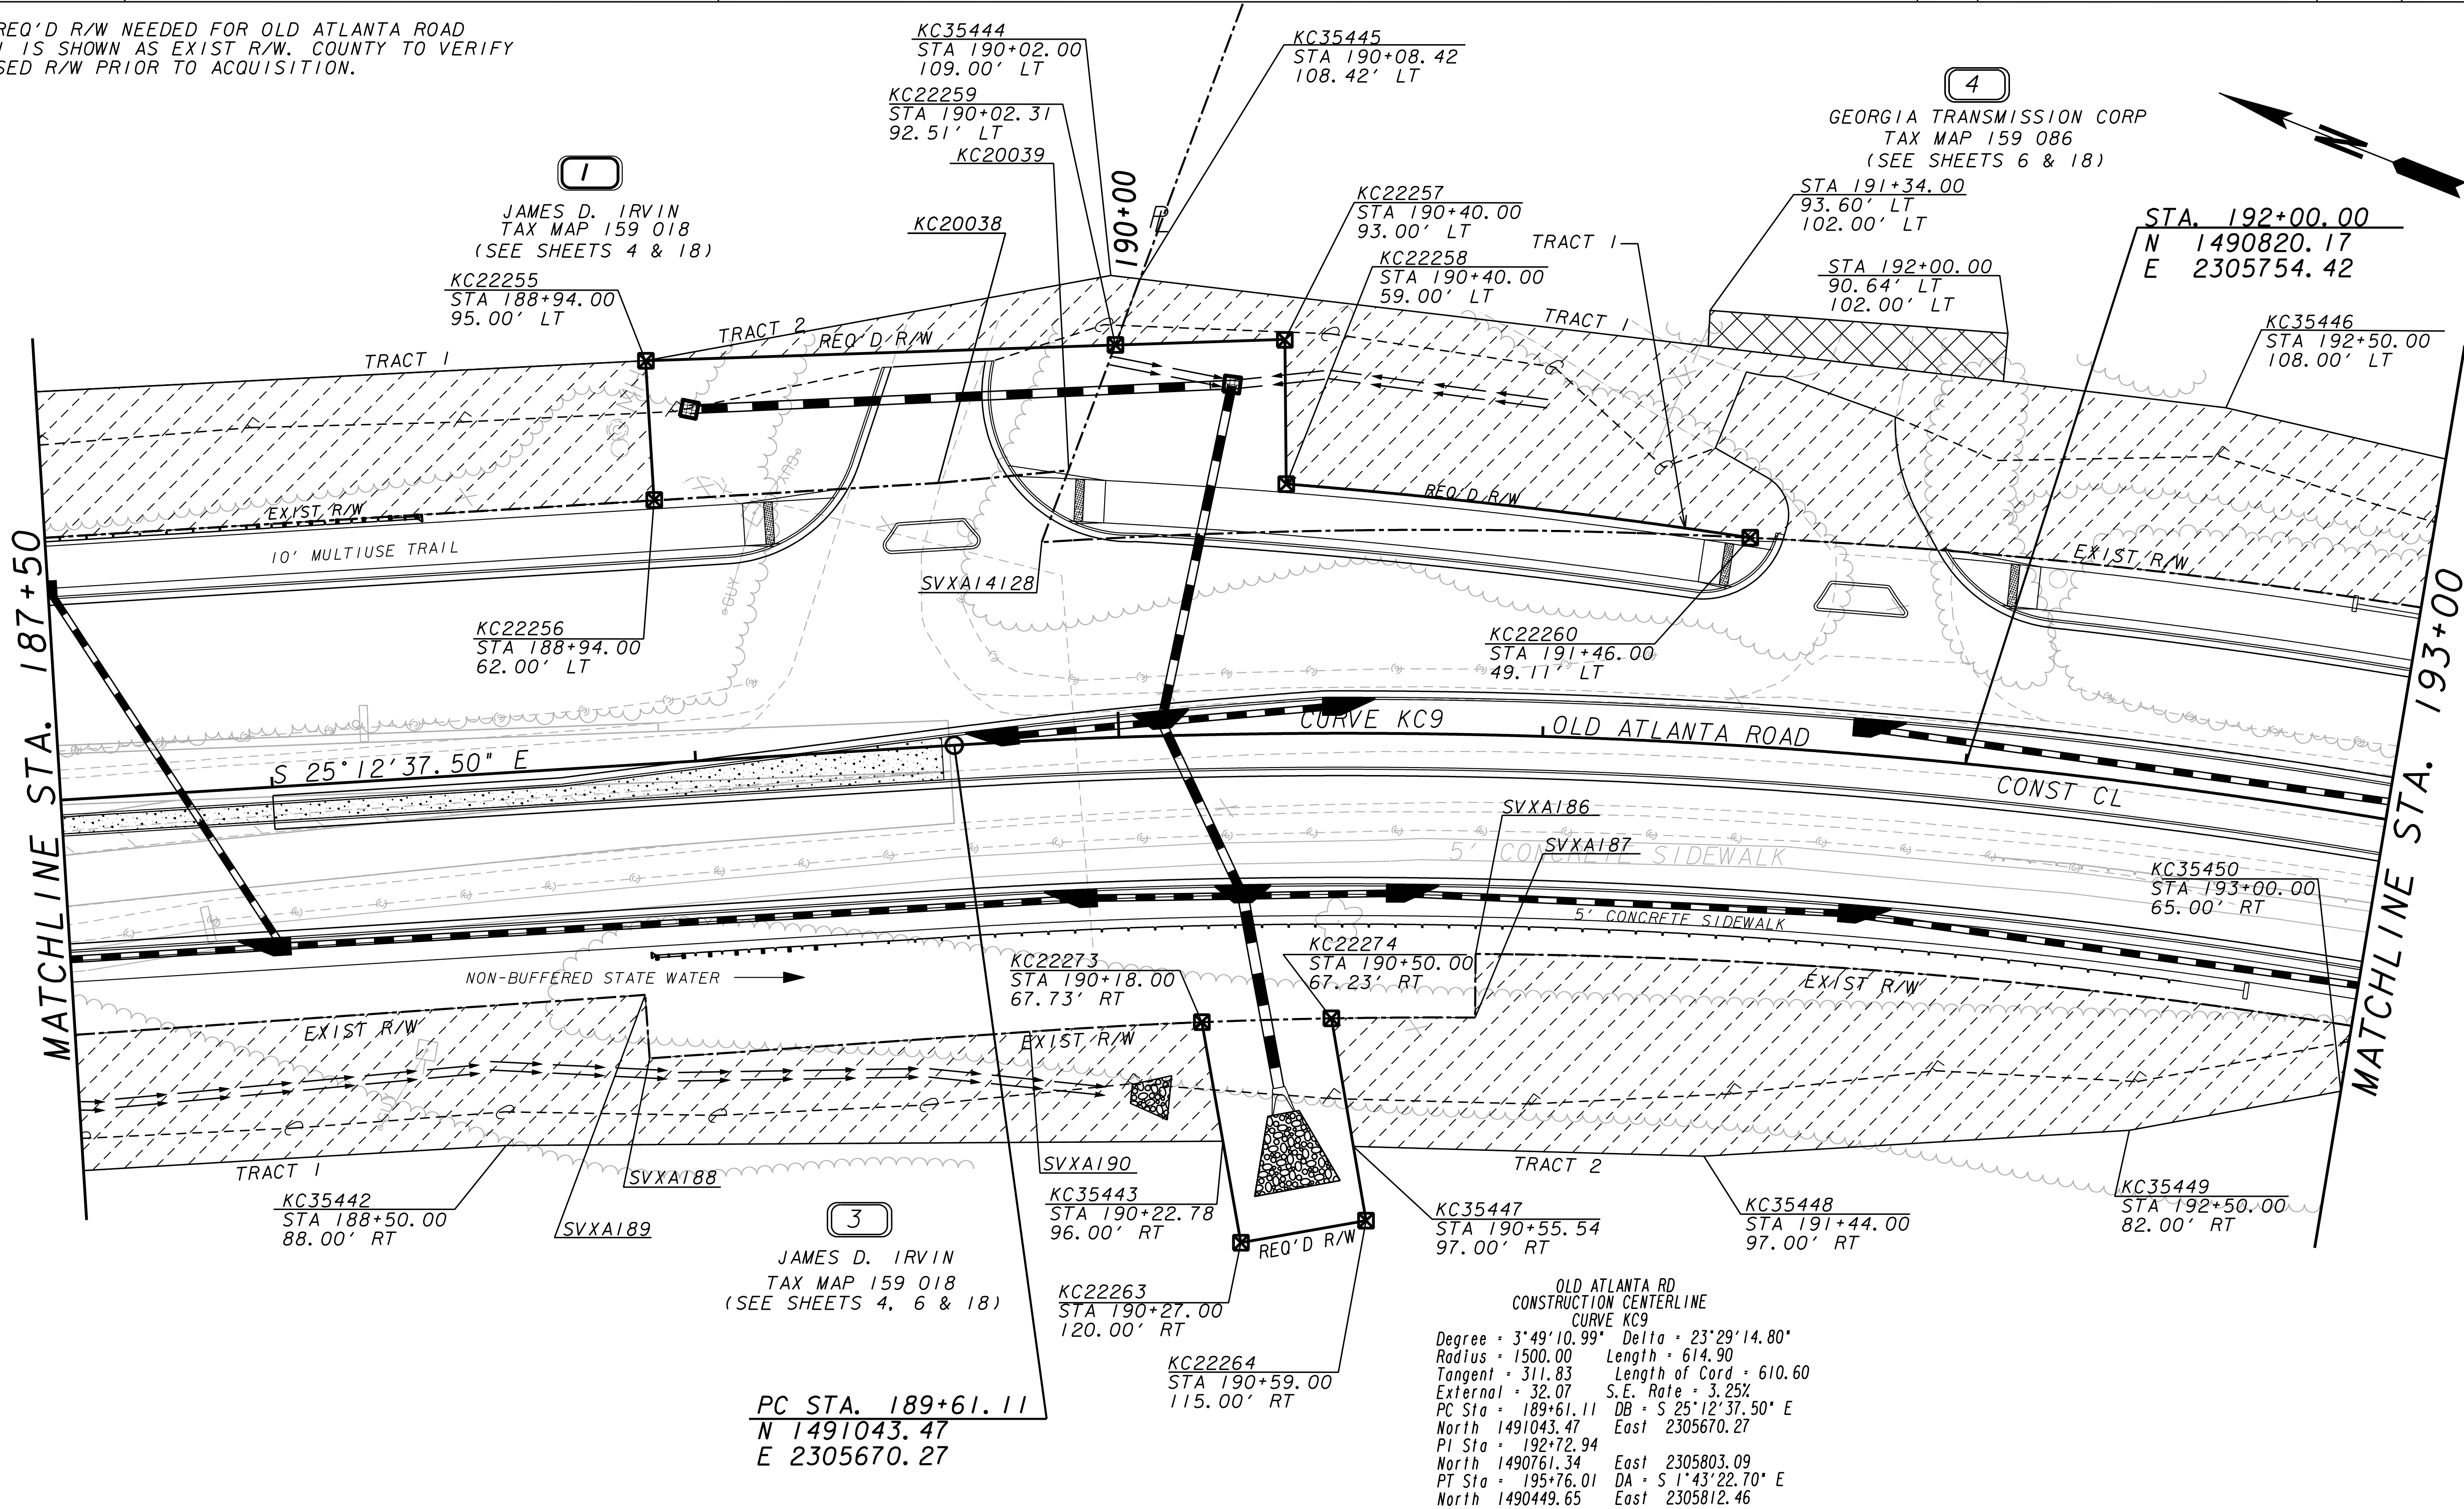 REQ'D R/W NEEDED FOR OLD ATLANTA ROAD
IS SHOWN AS EXIST R/W. COUNTY TO VERIFY
SED R/W PRIOR TO ACQUISITION.
KC35444
STA 190+02.00
109.00' LT
KC22259
STA 190+02.31
92.51' LT
KC20039
KC20038
KC35445
STA 190+08.42
108.42' LT
190+00
PL
4
GEORGIA TRANSMISSION CORP
TAX MAP 159 086
(SEE SHEETS 6 & 18)
N
1
JAMES D. IRVIN
TAX MAP 159 018
(SEE SHEETS 4 & 18)
KC22255
STA 188+94.00
95.00' LT
KC22257
STA 190+40.00
93.00' LT
KC22258
STA 190+40.00
59.00' LT
TRACT 1
STA 191+34.00
93.60' LT
102.00' LT
STA 192+00.00
90.64' LT
102.00' LT
STA. 192+00.00
N 1490820.17
E 2305754.42
KC35446
STA 192+50.00
108.00' LT
TRACT 1
TRACT 2
REQ'D R/W
TRACT 1
EXIST R/W
10' MULTIUSE TRAIL
GUY
GUY
REQ'D R/W
EXIST R/W
SVXA14128
KC22256
STA 188+94.00
62.00' LT
KC22260
STA 191+46.00
49.11' LT
MATCHLINE STA. 187+50
MATCHLINE STA. 193+00
S 25°12'37.50" E
CURVE KC9
OLD ATLANTA ROAD
CONST CL
SVXA186
SVXA187
5' CONCRETE SIDEWALK
KC35450
STA 193+00.00
65.00' RT
5' CONCRETE SIDEWALK
NON-BUFFERED STATE WATER
KC22273
STA 190+18.00
67.73' RT
KC22274
STA 190+50.00
67.23' RT
EXIST R/W
EXIST R/W
EXIST R/W
TRACT 1
KC35442
STA 188+50.00
88.00' RT
SVXA188
SVXA189
SVXA190
KC35443
STA 190+22.78
96.00' RT
TRACT 2
KC35447
STA 190+55.54
97.00' RT
KC35448
STA 191+44.00
97.00' RT
KC35449
STA 192+50.00
82.00' RT
3
JAMES D. IRVIN
TAX MAP 159 018
(SEE SHEETS 4, 6 & 18)
REQ'D R/W
KC22263
STA 190+27.00
120.00' RT
KC22264
STA 190+59.00
115.00' RT
PC STA. 189+61.11
N 1491043.47
E 2305670.27
OLD ATLANTA RD
CONSTRUCTION CENTERLINE
CURVE KC9
Degree = 3°49'10.99" Delta = 23°29'14.80"
Radius = 1500.00 Length = 614.90
Tangent = 311.83 Length of Cord = 610.60
External = 32.07 S.E. Rate = 3.25%
PC Sta = 189+61.11 DB = S 25°12'37.50" E
North 1491043.47 East 2305670.27
PI Sta = 192+72.94
North 1490761.34 East 2305803.09
PT Sta = 195+76.01 DA = S 1°43'22.70" E
North 1490449.65 East 2305812.46